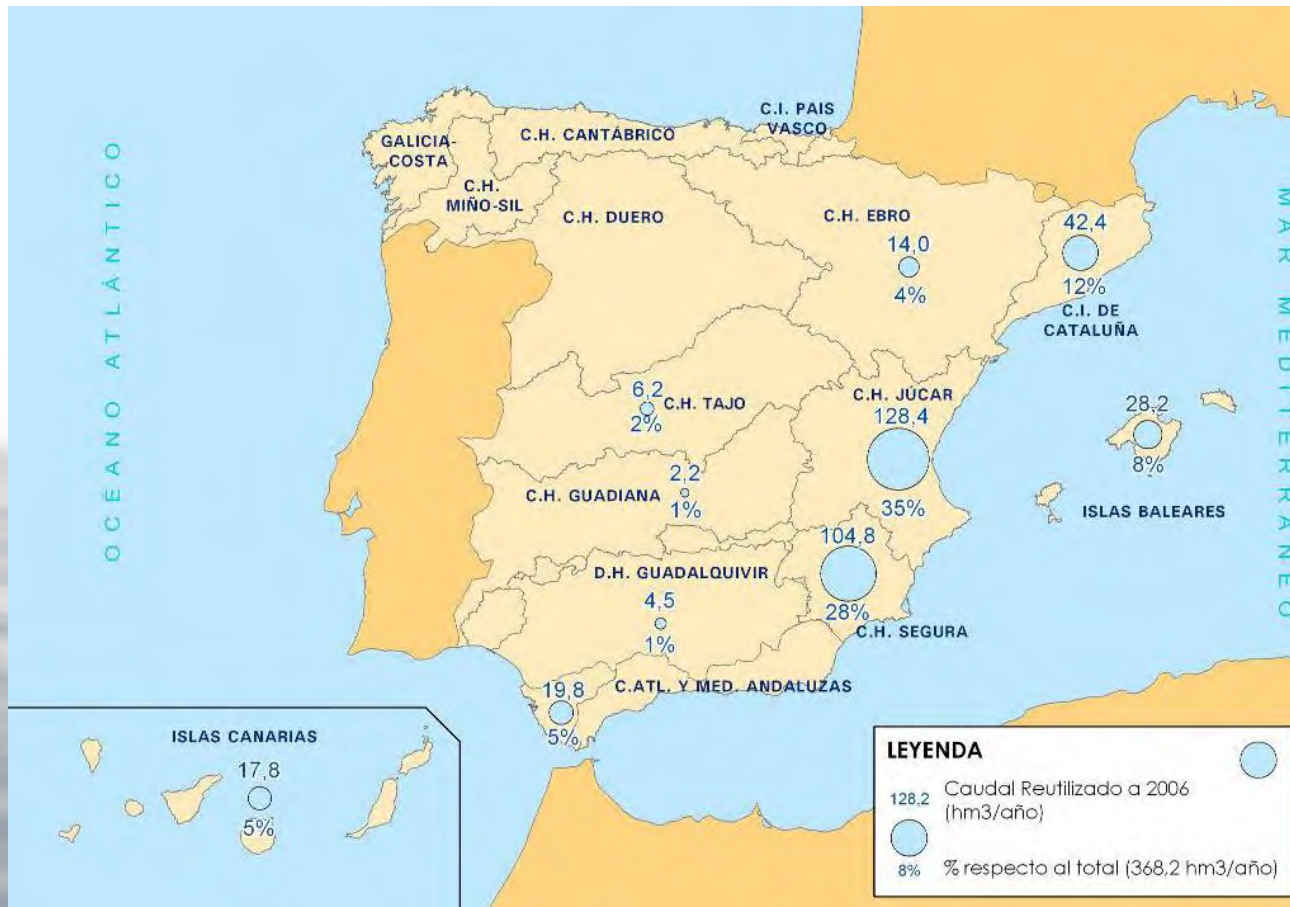 OCEANO ATLÁNTICO
MAR MEDITERRÁNEO
GALICIA-
COSTA
C.H.
MIÑO-SIL
C.H. CANTÁBRICO
C.I. PAIS
VASCO
C.H. DUERO
C.H. EBRO
14,0
4%
42,4
12%
C.I. DE
CATALUÑA
6,2
C.H. TAJO
2%
C.H. JÚCAR
128,4
35%
28,2
8%
ISLAS BALEARES
2,2
C.H. GUADIANA
1%
104,8
28%
C.H. SEGURA
D.H. GUADALQUIVIR
4,5
1%
C.ATL. Y MED. ANDALUZAS
19,8
5%
ISLAS CANARIAS
17,8
5%
LEYENDA
128,2 Caudal Reutilizado a 2006
(hm3/año)
8% % respecto al total (368,2 hm3/año)